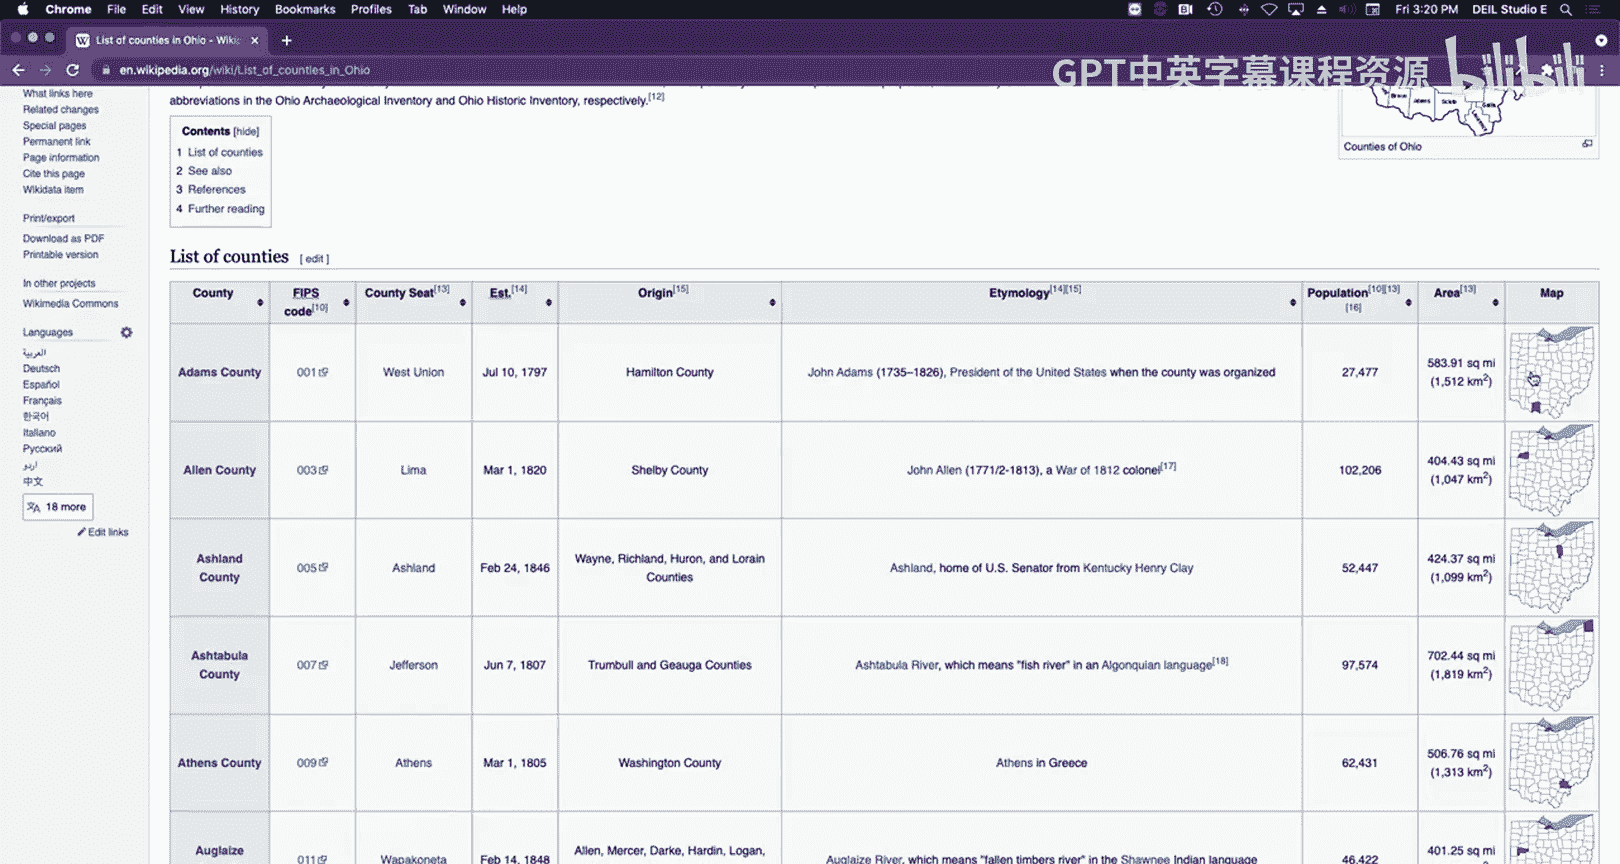 Chrome File Edit View History Bookmarks Profiles Tab Window Help Fri 3:20 PM DEIL Studio E
List of counties in Ohio - Wiki
en.wikipedia.org/wiki/List_of_counties_in_Ohio
GPT中英字幕课程资源 bilibili
What links here
Related changes
Special pages
Permanent link
Page information
Cite this page
Wikidata item
Print/export
Download as PDF
Printable version
In other projects
Wikimedia Commons
Languages
العربية
Deutsch
Español
Français
한국어
Italiano
Русский
اردو
中文
18 more
Edit links
abbreviations in the Ohio Archaeological Inventory and Ohio Historic Inventory, respectively.[12]
Contents [hide]
1 List of counties
2 See also
3 References
4 Further reading
Counties of Ohio
List of counties [ edit ]
County FIPS code[10] County Seat[13] Est.[14] Origin[15] Etymology[14][15] Population[10][13][16] Area[13] Map
Adams County 001 West Union Jul 10, 1797 Hamilton County John Adams (1735–1826), President of the United States when the county was organized 27,477 583.91 sq mi (1,512 km2)
Allen County 003 Lima Mar 1, 1820 Shelby County John Allen (1771/2-1813), a War of 1812 colonel[17] 102,206 404.43 sq mi (1,047 km2)
Ashland County 005 Ashland Feb 24, 1846 Wayne, Richland, Huron, and Lorain Counties Ashland, home of U.S. Senator from Kentucky Henry Clay 52,447 424.37 sq mi (1,099 km2)
Ashtabula County 007 Jefferson Jun 7, 1807 Trumbull and Geauga Counties Ashtabula River, which means "fish river" in an Algonquian language[18] 97,574 702.44 sq mi (1,819 km2)
Athens County 009 Athens Mar 1, 1805 Washington County Athens in Greece 62,431 506.76 sq mi (1,313 km2)
Auglaize 011 Wapakoneta Feb 14, 1848 Allen, Mercer, Darke, Hardin, Logan, Auglaize River, which means "fallen timbers river" in the Shawnee Indian language 46,422 401.25 sq mi